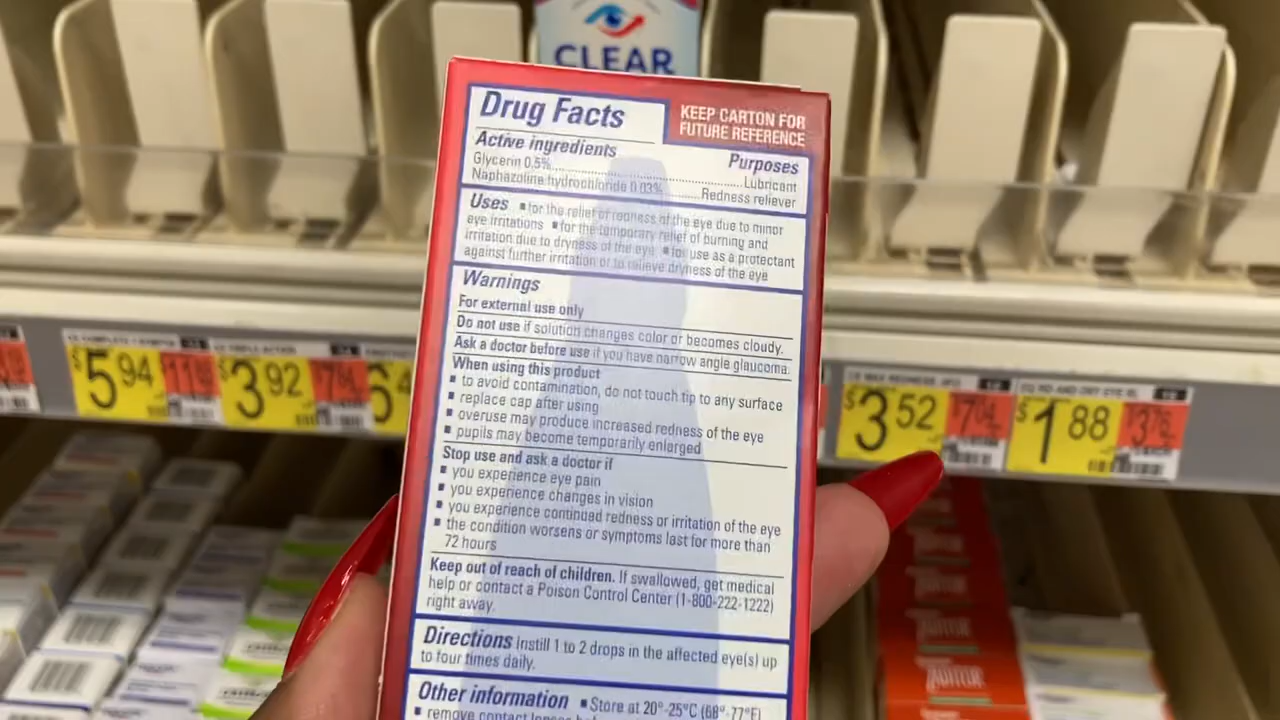 CLEAR
Drug Facts
KEEP CARTON FOR
FUTURE REFERENCE
Active ingredients
Purposes
Glycerin 0.5%
Lubricant
Naphazoline hydrochloride 0.03%
Redness reliever
Uses ▪ for the relief of redness of the eye due to minor
eye irritations ▪ for the temporary relief of burning and
irritation due to dryness of the eye ▪ for use as a protectant
against further irritation or to relieve dryness of the eye
Warnings
For external use only
Do not use if solution changes color or becomes cloudy.
Ask a doctor before use if you have narrow angle glaucoma.
When using this product
▪ to avoid contamination, do not touch tip to any surface
▪ replace cap after using
▪ overuse may produce increased redness of the eye
▪ pupils may become temporarily enlarged
Stop use and ask a doctor if
▪ you experience eye pain
▪ you experience changes in vision
▪ you experience continued redness or irritation of the eye
▪ the condition worsens or symptoms last for more than
72 hours
Keep out of reach of children. If swallowed, get medical
help or contact a Poison Control Center (1-800-222-1222)
right away.
Directions Instill 1 to 2 drops in the affected eye(s) up
to four times daily.
Other information ▪ Store at 20°-25°C (68°-77°F)
▪ remove contact lenses
$5 94
$3 92
$3 52
$1 88